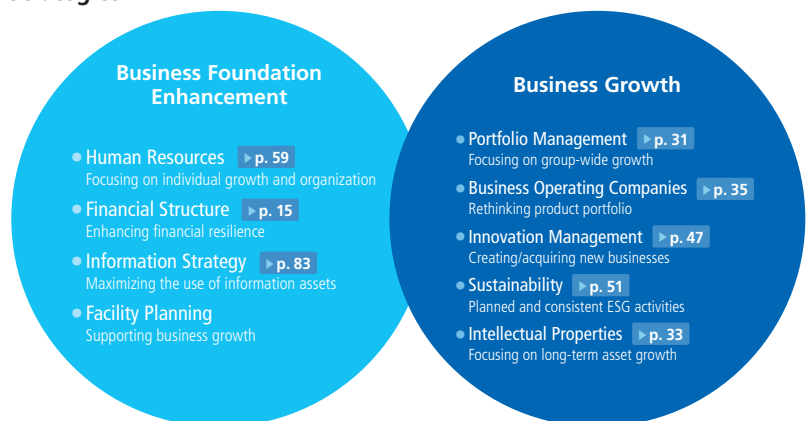 Business Foundation
Enhancement
Human Resources ▶p. 59
Focusing on individual growth and organization
Financial Structure ▶p. 15
Enhancing financial resilience
Information Strategy ▶p. 83
Maximizing the use of information assets
Facility Planning
Supporting business growth
Business Growth
Portfolio Management ▶p. 31
Focusing on group-wide growth
Business Operating Companies ▶p. 35
Rethinking product portfolio
Innovation Management ▶p. 47
Creating/acquiring new businesses
Sustainability ▶p. 51
Planned and consistent ESG activities
Intellectual Properties ▶p. 33
Focusing on long-term asset growth